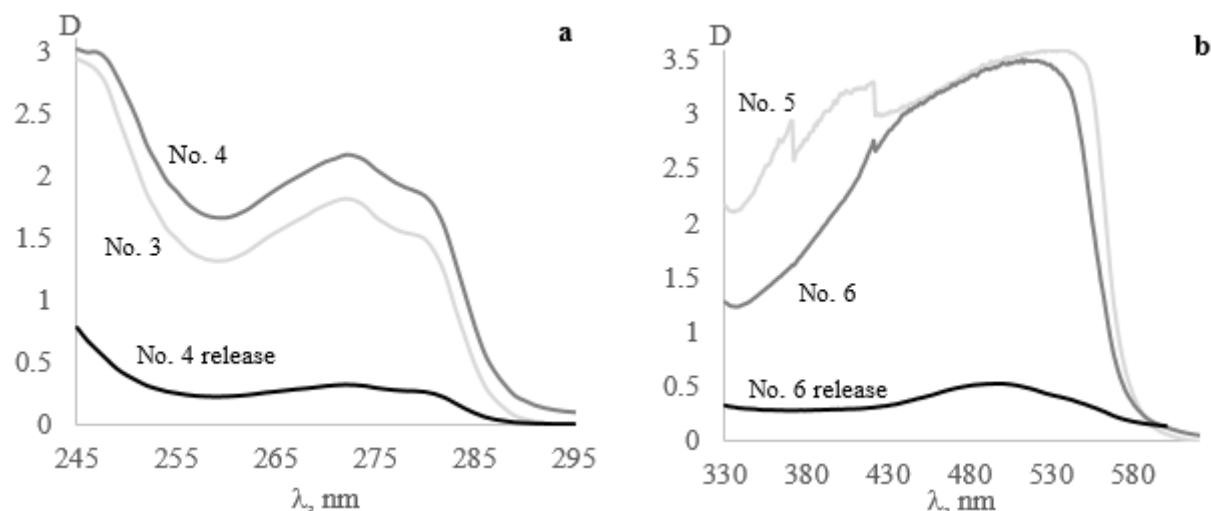 D
a
3
2.5
2
1.5
1
0.5
0
No. 4
No. 3
No. 4 release
245 255 265 275 285 295
λ, nm
D
b
3.5
3
2.5
2
1.5
1
0.5
0
No. 5
No. 6
No. 6 release
330 380 430 480 530 580
λ, nm